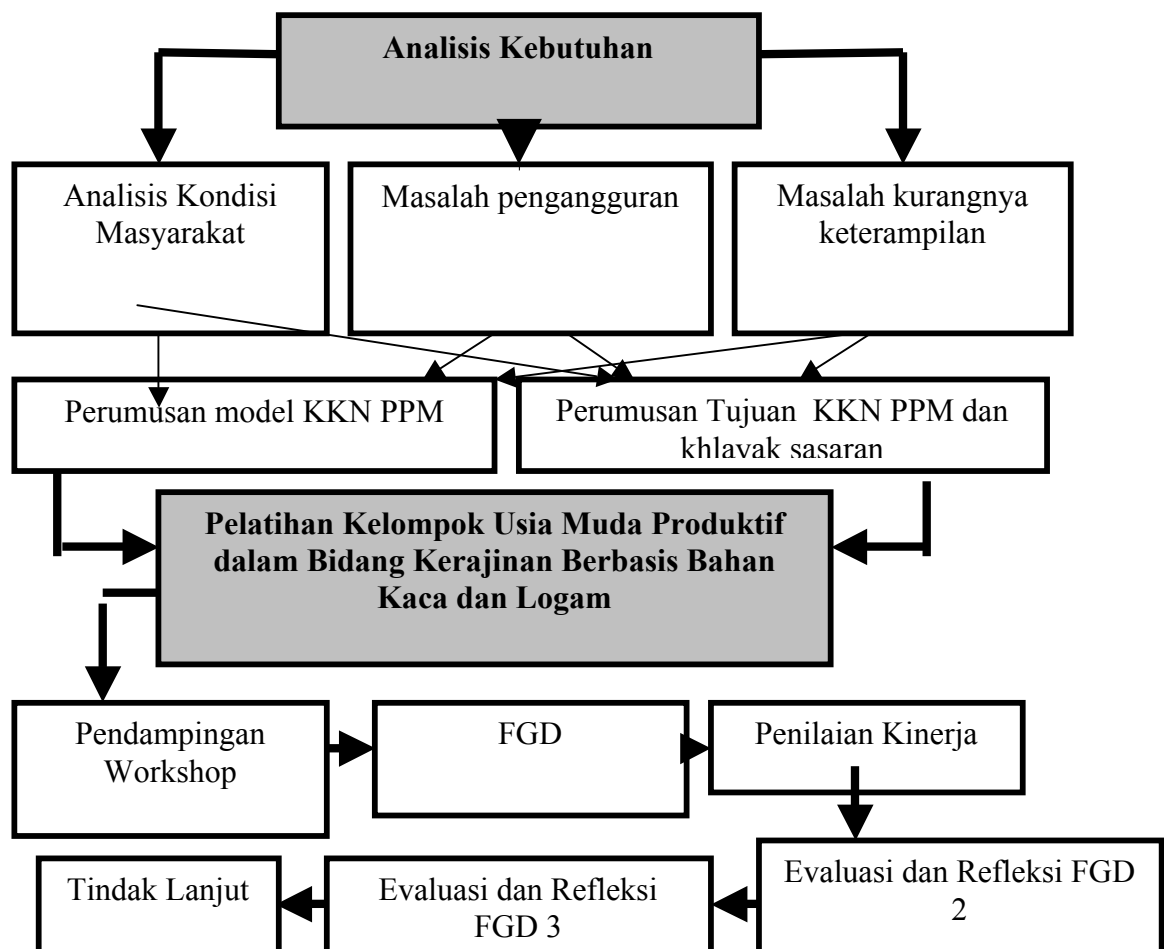 Analisis Kebutuhan
Analisis Kondisi
Masyarakat
Masalah pengangguran
Masalah kurangnya
keterampilan
Perumusan model KKN PPM
Perumusan Tujuan KKN PPM dan
khlayak sasaran
Pelatihan Kelompok Usia Muda Produktif
dalam Bidang Kerajinan Berbasis Bahan
Kaca dan Logam
Pendampingan
Workshop
FGD
Penilaian Kinerja
Evaluasi dan Refleksi FGD
2
Evaluasi dan Refleksi
FGD 3
Tindak Lanjut